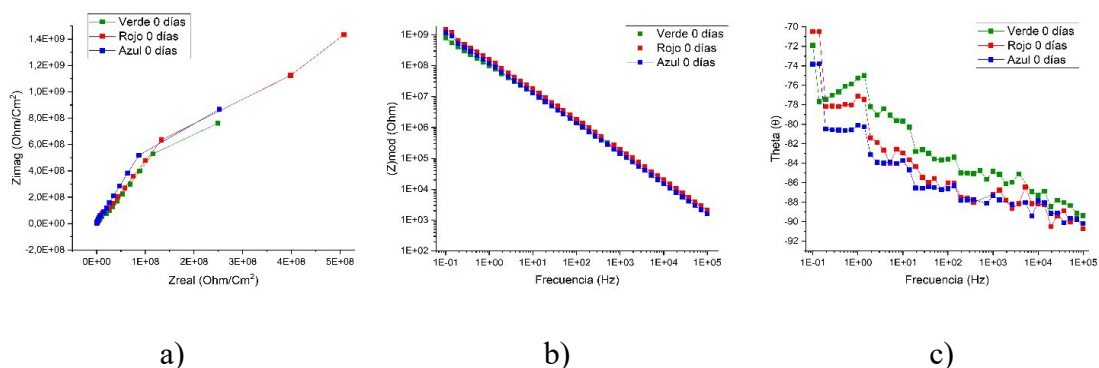 Verde 0 días
Rojo 0 días
Azul 0 días
1,4E+09
1,2E+09
1,0E+09
8,0E+08
6,0E+08
4,0E+08
2,0E+08
0,0E+00
-2,0E+08
Zimag (Ohm/Cm²)
0E+00
1E+08
2E+08
3E+08
4E+08
5E+08
Zreal (Ohm/Cm²)
a)
Verde 0 días
Rojo 0 días
Azul 0 días
1E+09
1E+08
1E+07
1E+06
1E+05
1E+04
1E+03
1E+02
(Z)mod (Ohm)
1E-01
1E+00
1E+01
1E+02
1E+03
1E+04
1E+05
Frecuencia (Hz)
b)
Verde 0 días
Rojo 0 días
Azul 0 días
-70
-72
-74
-76
-78
-80
-82
-84
-86
-88
-90
-92
Theta (θ)
1E-01
1E+00
1E+01
1E+02
1E+03
1E+04
1E+05
Frecuencia (Hz)
c)